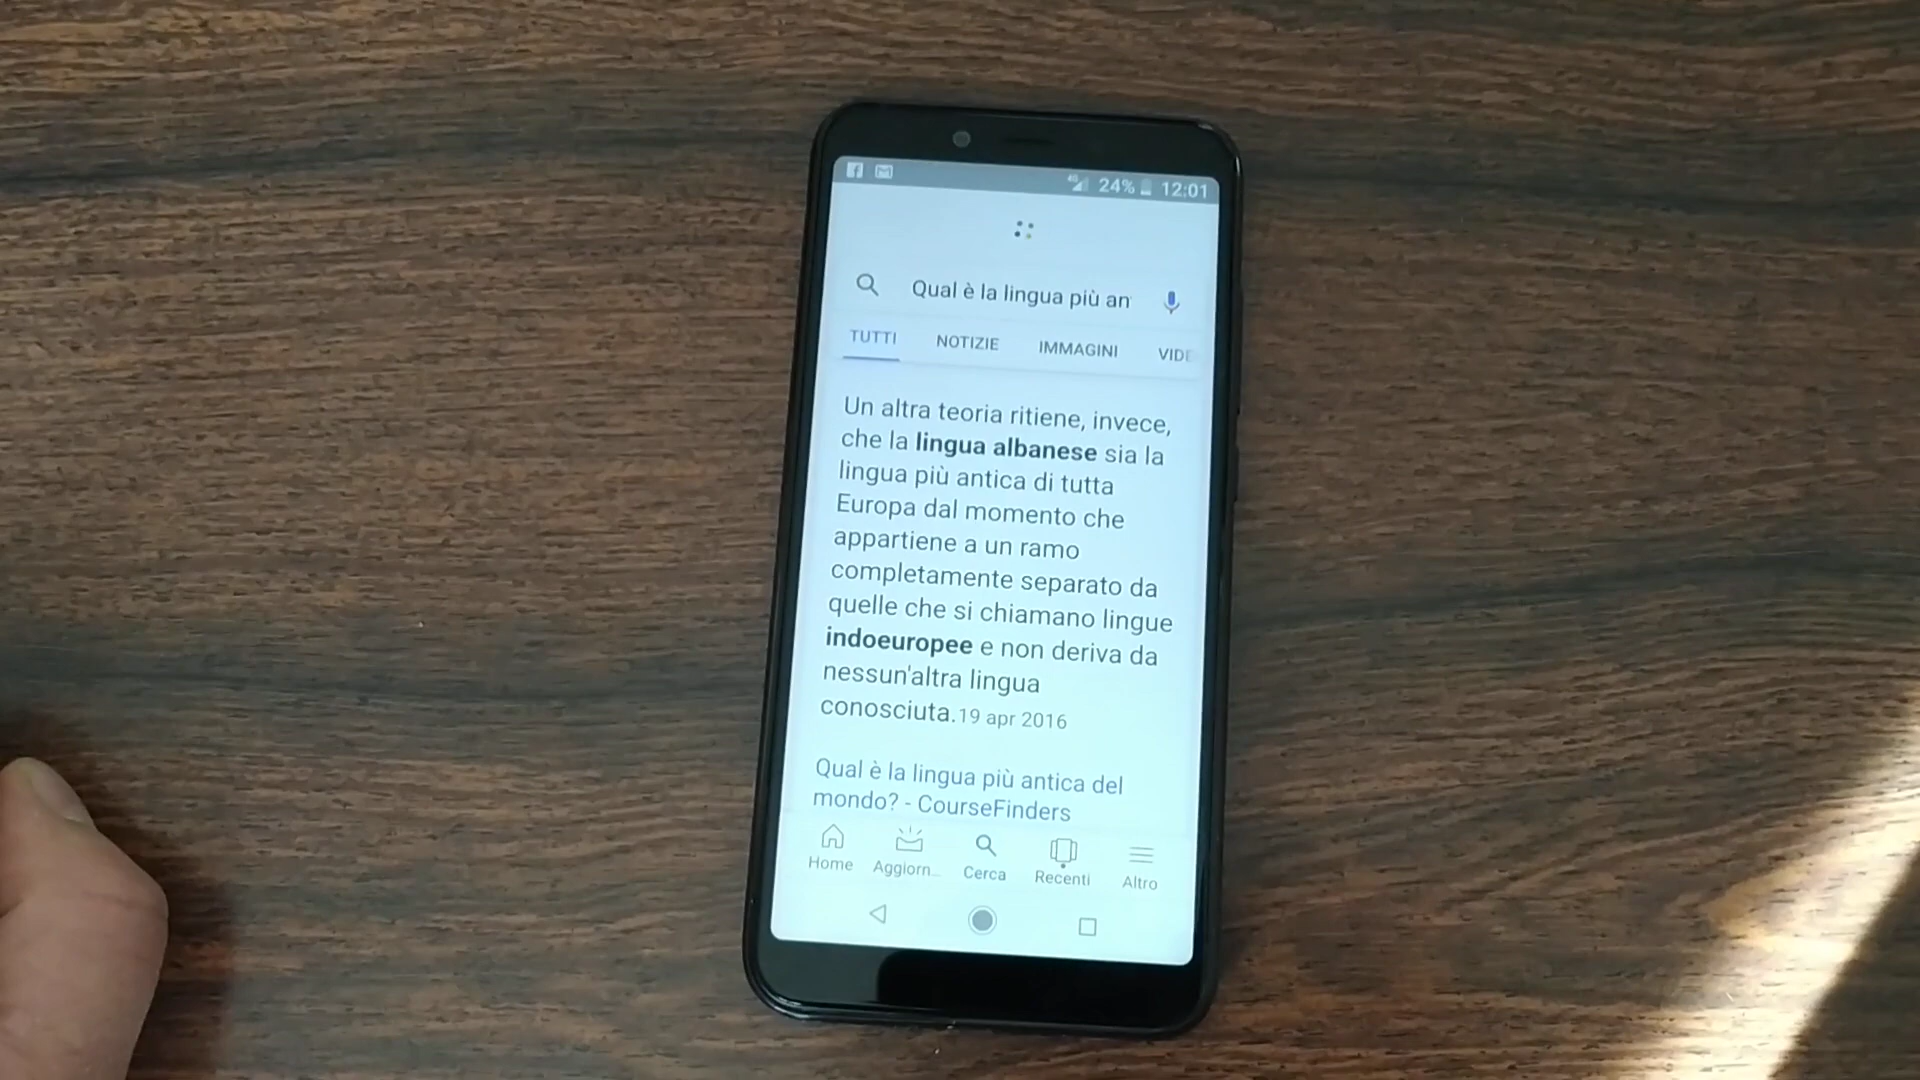 24% 12:01
Qual è la lingua più an
TUTTI NOTIZIE IMMAGINI VIDE
Un altra teoria ritiene, invece,
che la lingua albanese sia la
lingua più antica di tutta
Europa dal momento che
appartiene a un ramo
completamente separato da
quelle che si chiamano lingue
indoeuropee e non deriva da
nessun'altra lingua
conosciuta. 19 apr 2016
Qual è la lingua più antica del
mondo? - CourseFinders
Home Aggiorn... Cerca Recenti Altro